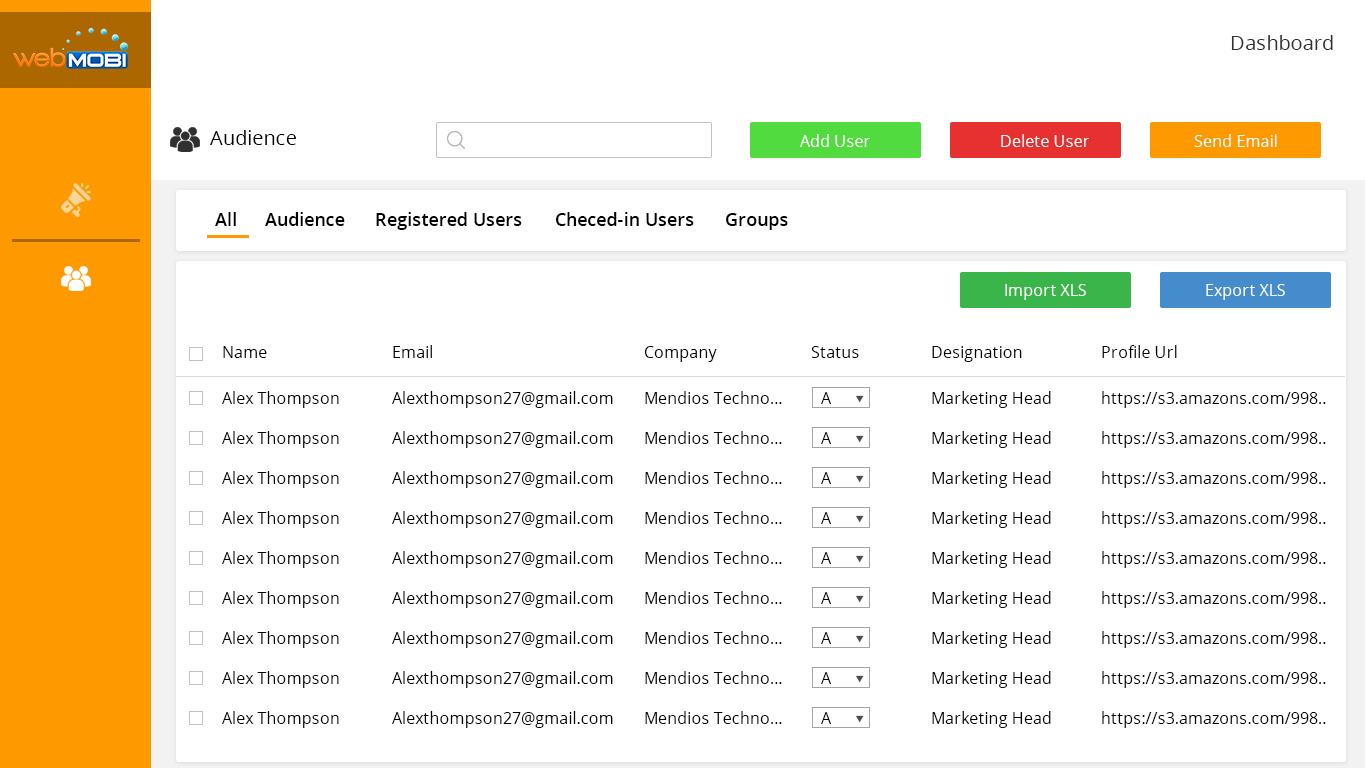 webMOBI
Dashboard
Audience
Add User
Delete User
Send Email
All Audience Registered Users Checed-in Users Groups
Import XLS Export XLS
Name Email Company Status Designation Profile Url
Alex Thompson Alexthompson27@gmail.com Mendios Techno... A Marketing Head https://s3.amazons.com/998..
Alex Thompson Alexthompson27@gmail.com Mendios Techno... A Marketing Head https://s3.amazons.com/998..
Alex Thompson Alexthompson27@gmail.com Mendios Techno... A Marketing Head https://s3.amazons.com/998..
Alex Thompson Alexthompson27@gmail.com Mendios Techno... A Marketing Head https://s3.amazons.com/998..
Alex Thompson Alexthompson27@gmail.com Mendios Techno... A Marketing Head https://s3.amazons.com/998..
Alex Thompson Alexthompson27@gmail.com Mendios Techno... A Marketing Head https://s3.amazons.com/998..
Alex Thompson Alexthompson27@gmail.com Mendios Techno... A Marketing Head https://s3.amazons.com/998..
Alex Thompson Alexthompson27@gmail.com Mendios Techno... A Marketing Head https://s3.amazons.com/998..
Alex Thompson Alexthompson27@gmail.com Mendios Techno... A Marketing Head https://s3.amazons.com/998..